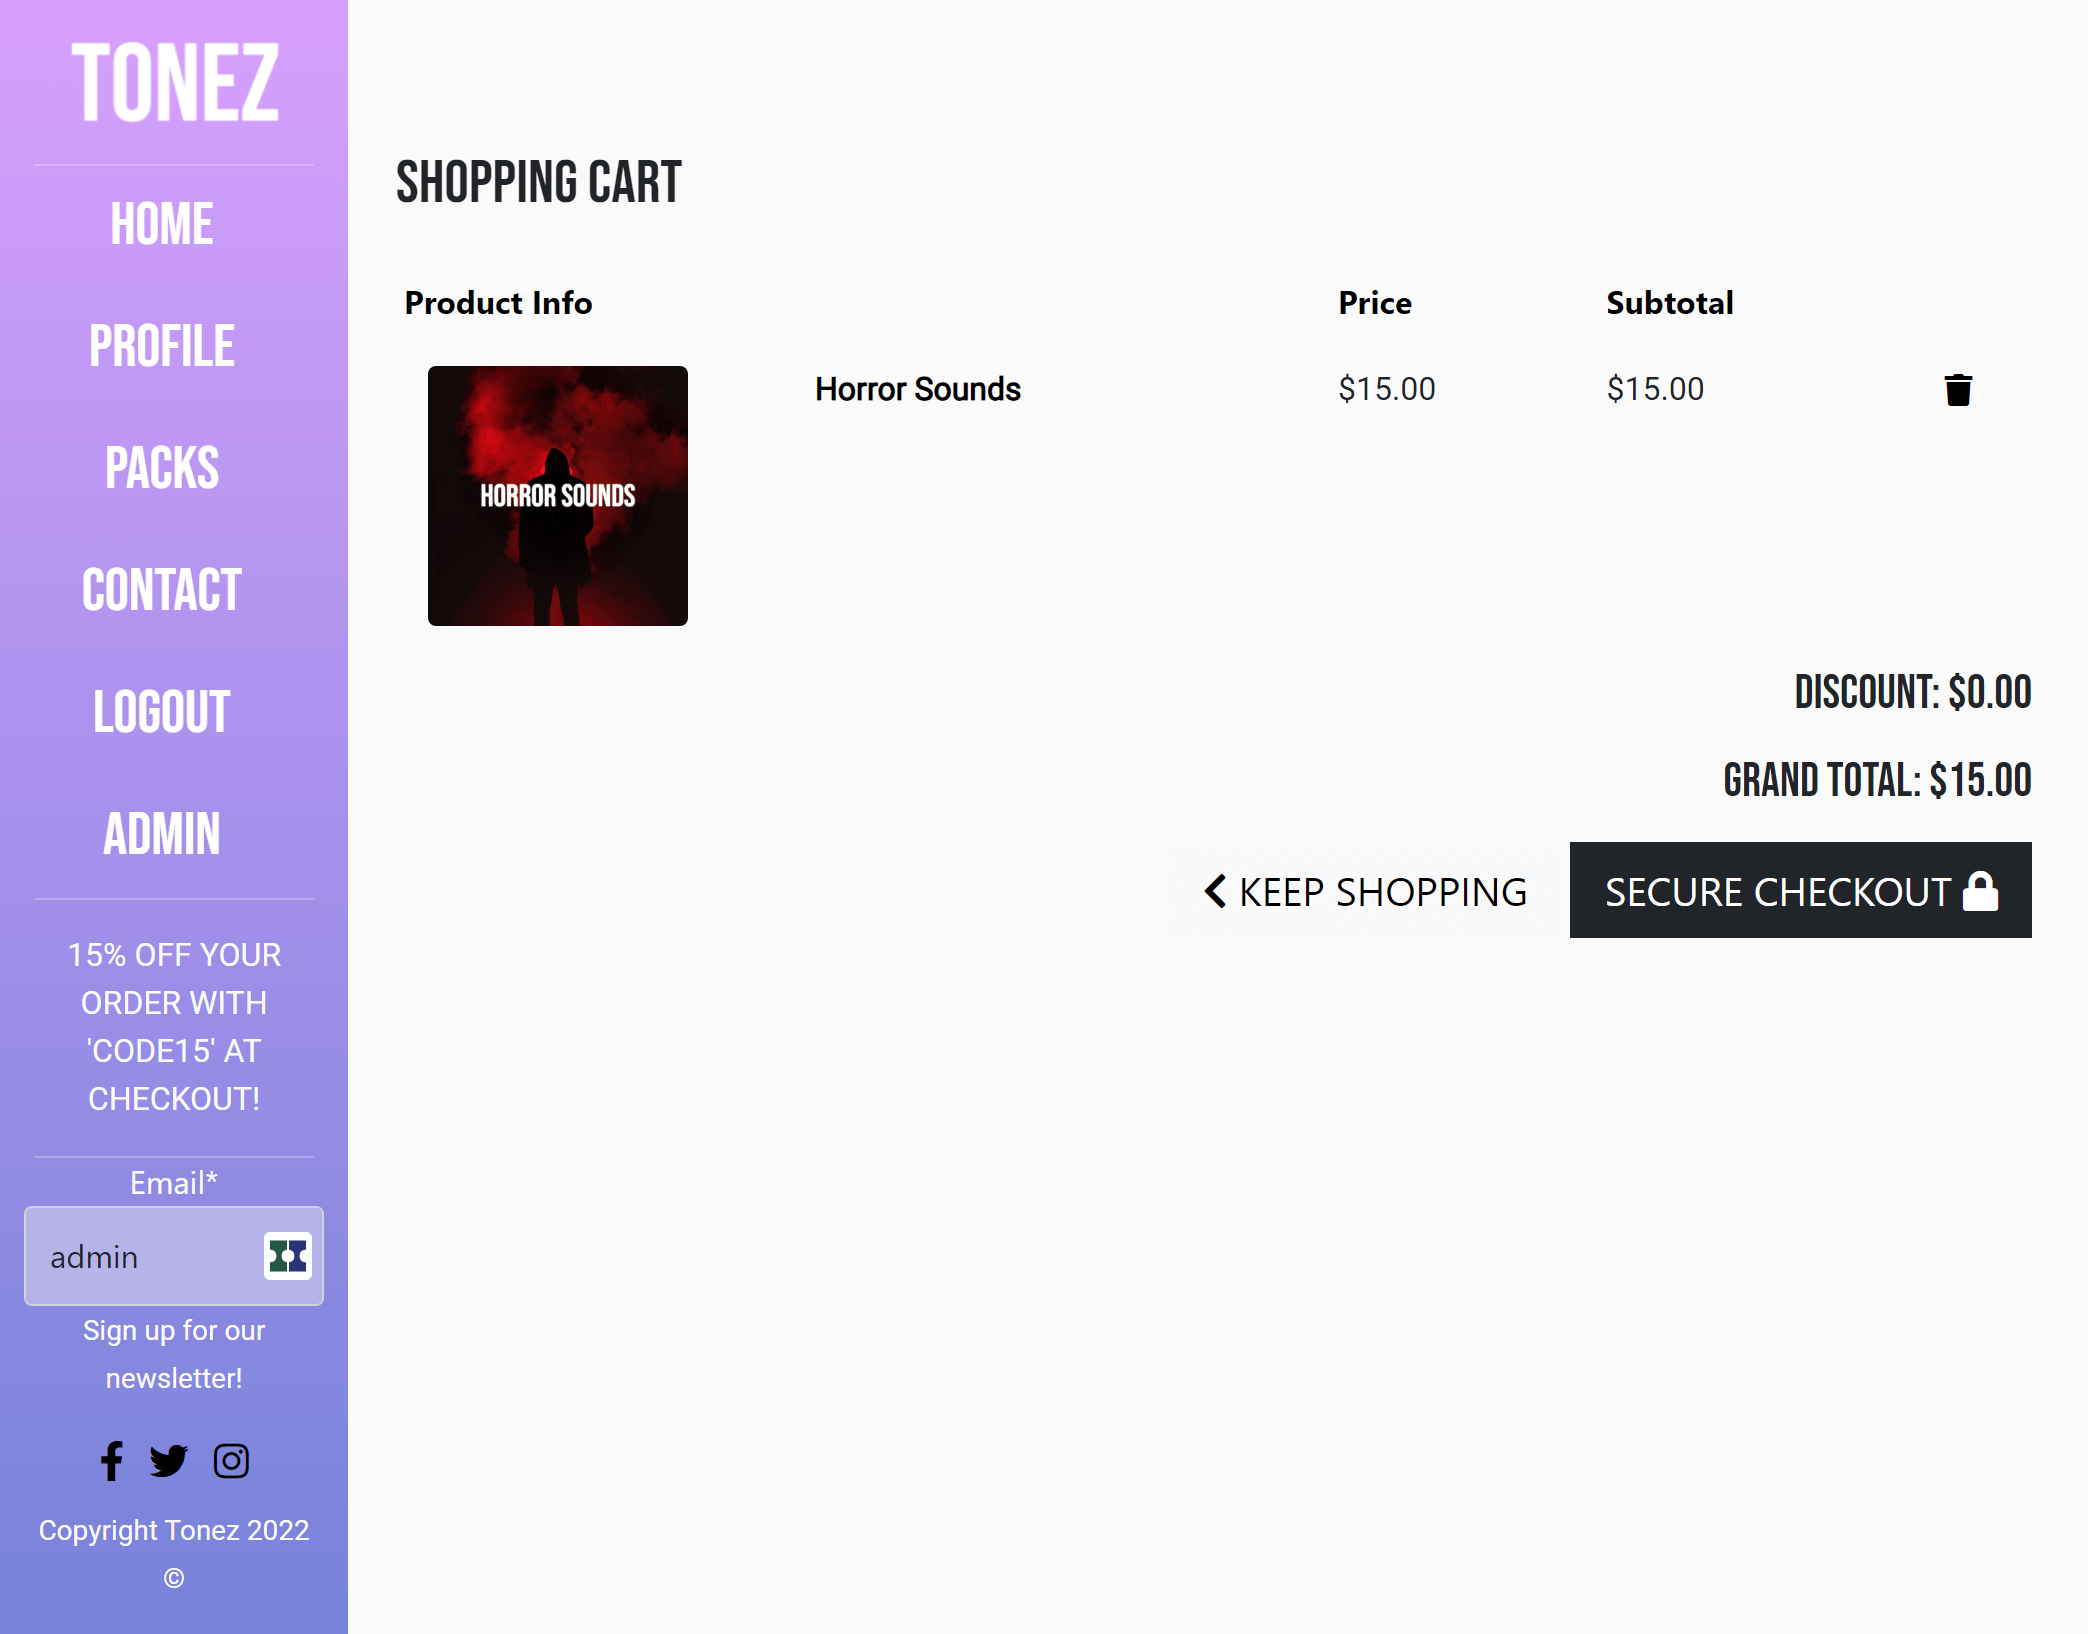 TONEZ
HOME
PROFILE
PACKS
CONTACT
LOGOUT
ADMIN
15% OFF YOUR
ORDER WITH
'CODE15' AT
CHECKOUT!
Email*
admin
Sign up for our
newsletter!
Copyright Tonez 2022
©
SHOPPING CART
Product Info Price Subtotal
HORROR SOUNDS
Horror Sounds $15.00 $15.00
DISCOUNT: $0.00
GRAND TOTAL: $15.00
KEEP SHOPPING SECURE CHECKOUT